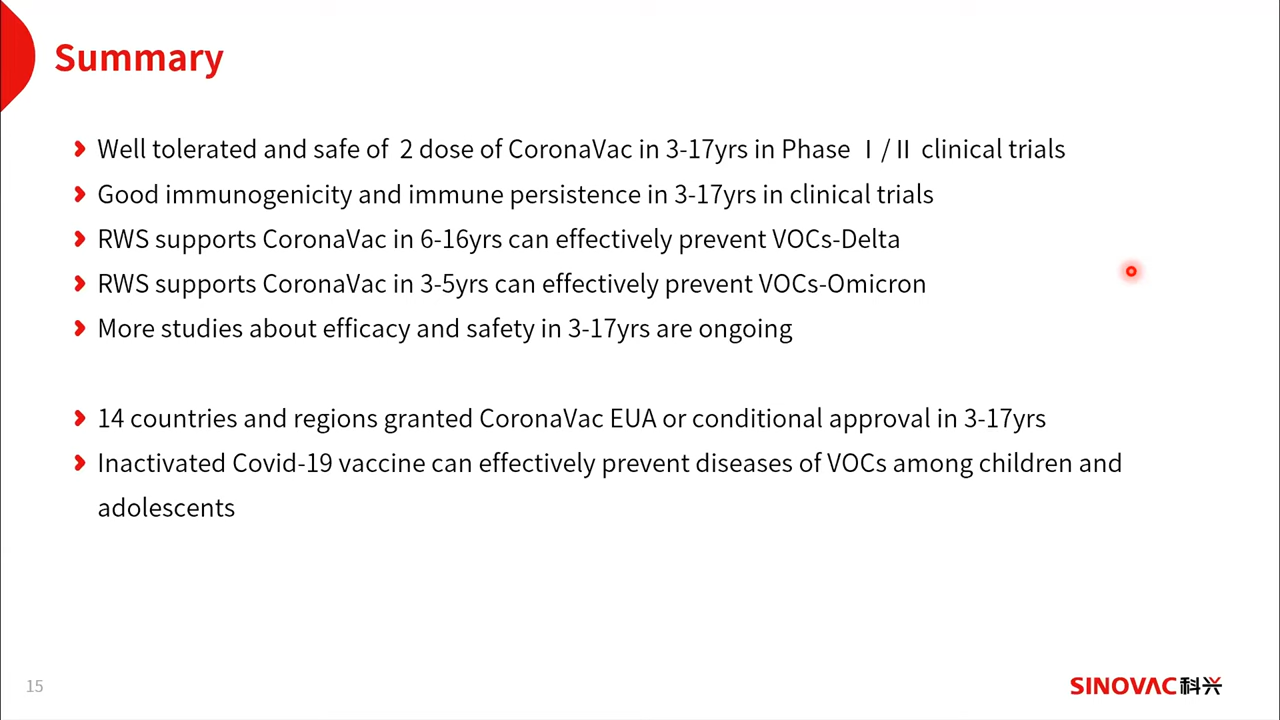 Summary
Well tolerated and safe of 2 dose of CoronaVac in 3-17yrs in Phase Ⅰ/Ⅱ clinical trials
Good immunogenicity and immune persistence in 3-17yrs in clinical trials
RWS supports CoronaVac in 6-16yrs can effectively prevent VOCs-Delta
RWS supports CoronaVac in 3-5yrs can effectively prevent VOCs-Omicron
More studies about efficacy and safety in 3-17yrs are ongoing
14 countries and regions granted CoronaVac EUA or conditional approval in 3-17yrs
Inactivated Covid-19 vaccine can effectively prevent diseases of VOCs among children and
adolescents
15
SINOVAC科兴